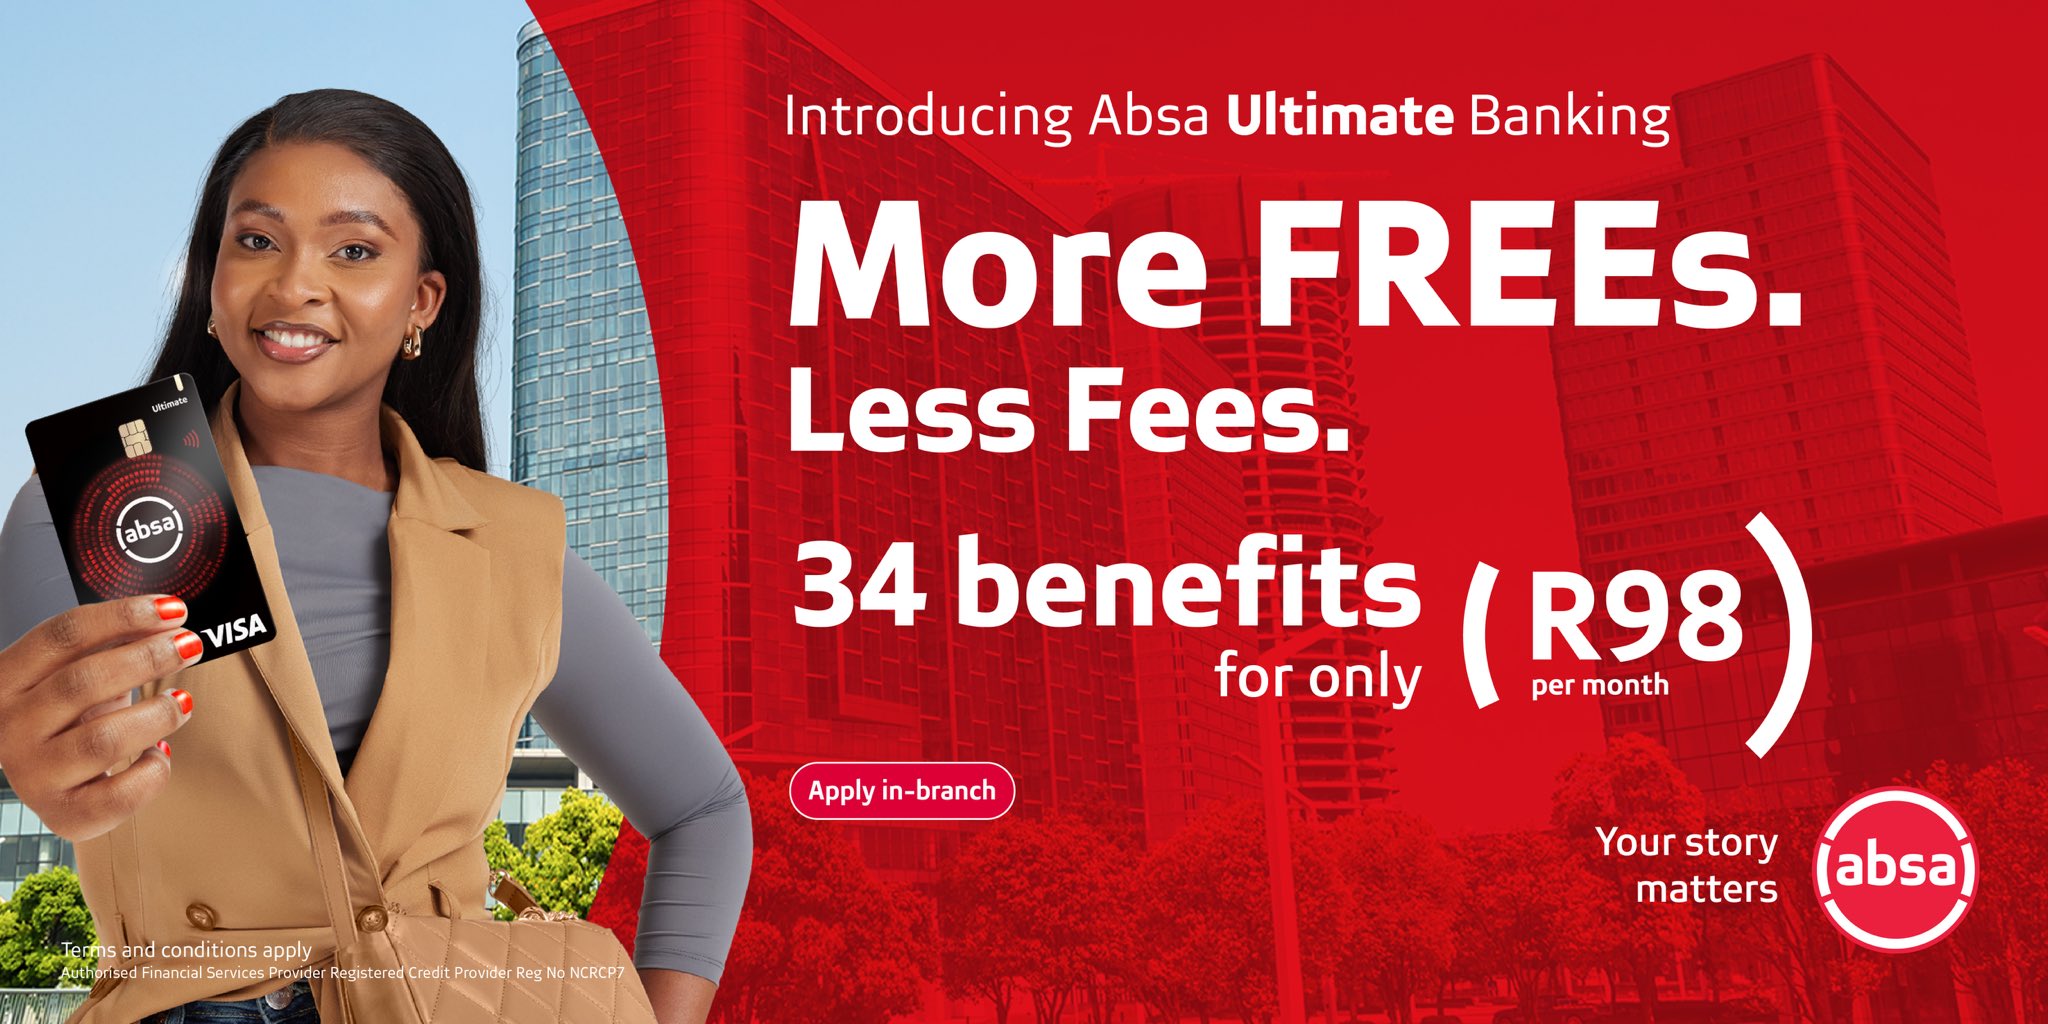 Introducing Absa Ultimate Banking
More FREEs.
Less Fees.
34 benefits
for only
(R98)
per month
Apply in-branch
Your story
matters
absa
Ultimate
absa
VISA
Terms and conditions apply
Authorised Financial Services Provider Registered Credit Provider Reg No NCRCP7